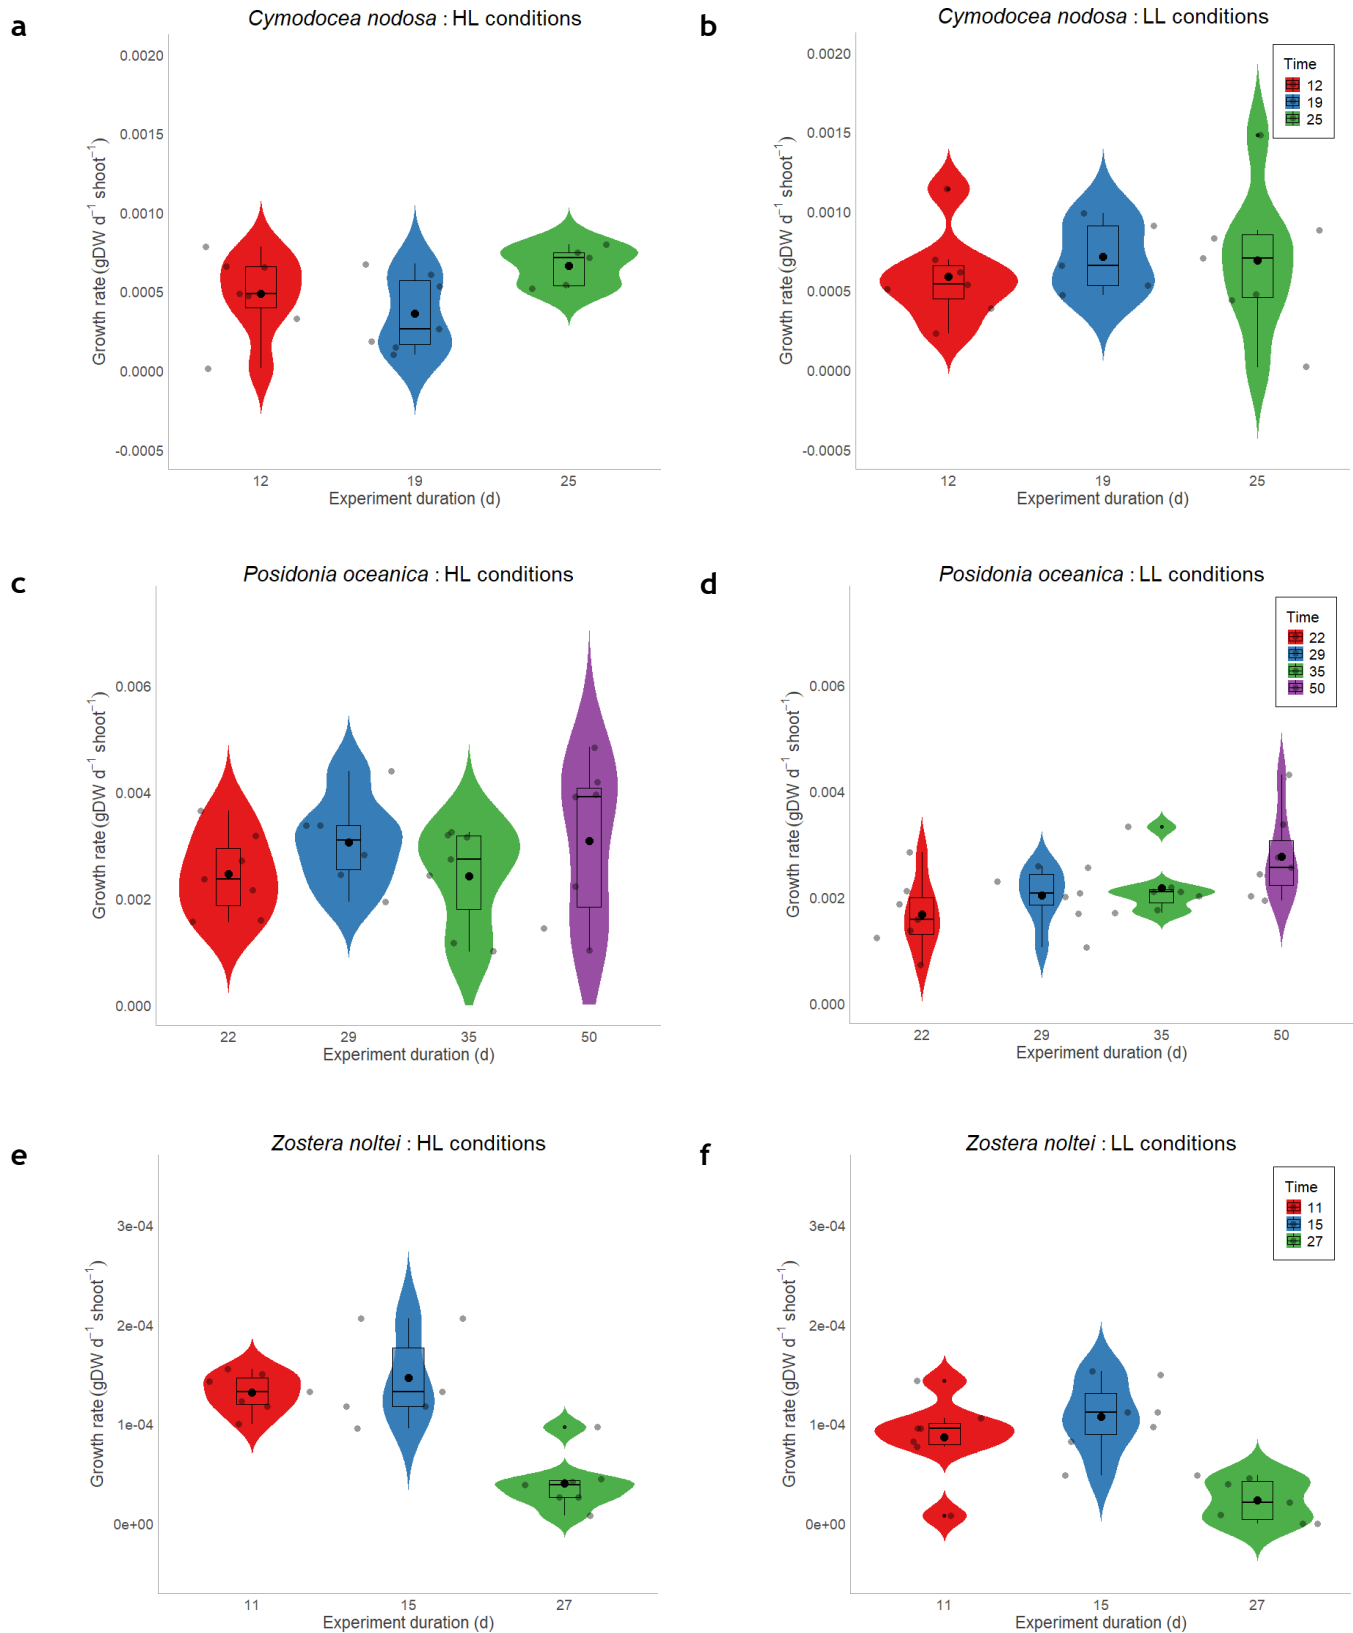 a
Cymodocea nodosa : HL conditions
Growth rate (gDW d⁻¹ shoot⁻¹)
0.0020
0.0015
0.0010
0.0005
0.0000
-0.0005
12 19 25
Experiment duration (d)
b
Cymodocea nodosa : LL conditions
Growth rate (gDW d⁻¹ shoot⁻¹)
0.0020
0.0015
0.0010
0.0005
0.0000
-0.0005
12 19 25
Experiment duration (d)
Time
12
19
25
c
Posidonia oceanica : HL conditions
Growth rate (gDW d⁻¹ shoot⁻¹)
0.006
0.004
0.002
0.000
22 29 35 50
Experiment duration (d)
d
Posidonia oceanica : LL conditions
Growth rate (gDW d⁻¹ shoot⁻¹)
0.006
0.004
0.002
0.000
22 29 35 50
Experiment duration (d)
Time
22
29
35
50
e
Zostera noltei : HL conditions
Growth rate (gDW d⁻¹ shoot⁻¹)
3e-04
2e-04
1e-04
0e+00
11 15 27
Experiment duration (d)
f
Zostera noltei : LL conditions
Growth rate (gDW d⁻¹ shoot⁻¹)
3e-04
2e-04
1e-04
0e+00
11 15 27
Experiment duration (d)
Time
11
15
27